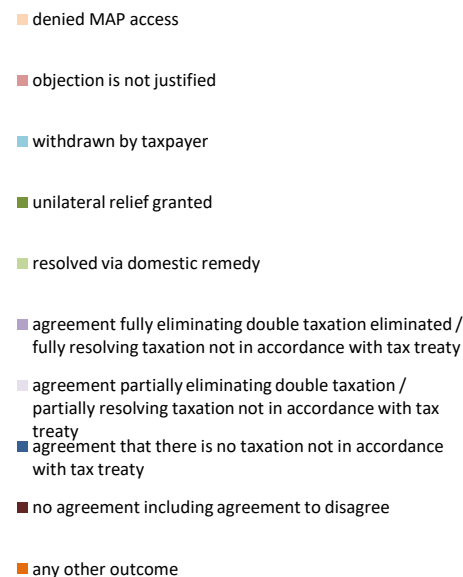 denied MAP access
objection is not justified
withdrawn by taxpayer
unilateral relief granted
resolved via domestic remedy
agreement fully eliminating double taxation eliminated /
fully resolving taxation not in accordance with tax treaty
agreement partially eliminating double taxation /
partially resolving taxation not in accordance with tax
treaty
agreement that there is no taxation not in accordance
with tax treaty
no agreement including agreement to disagree
any other outcome